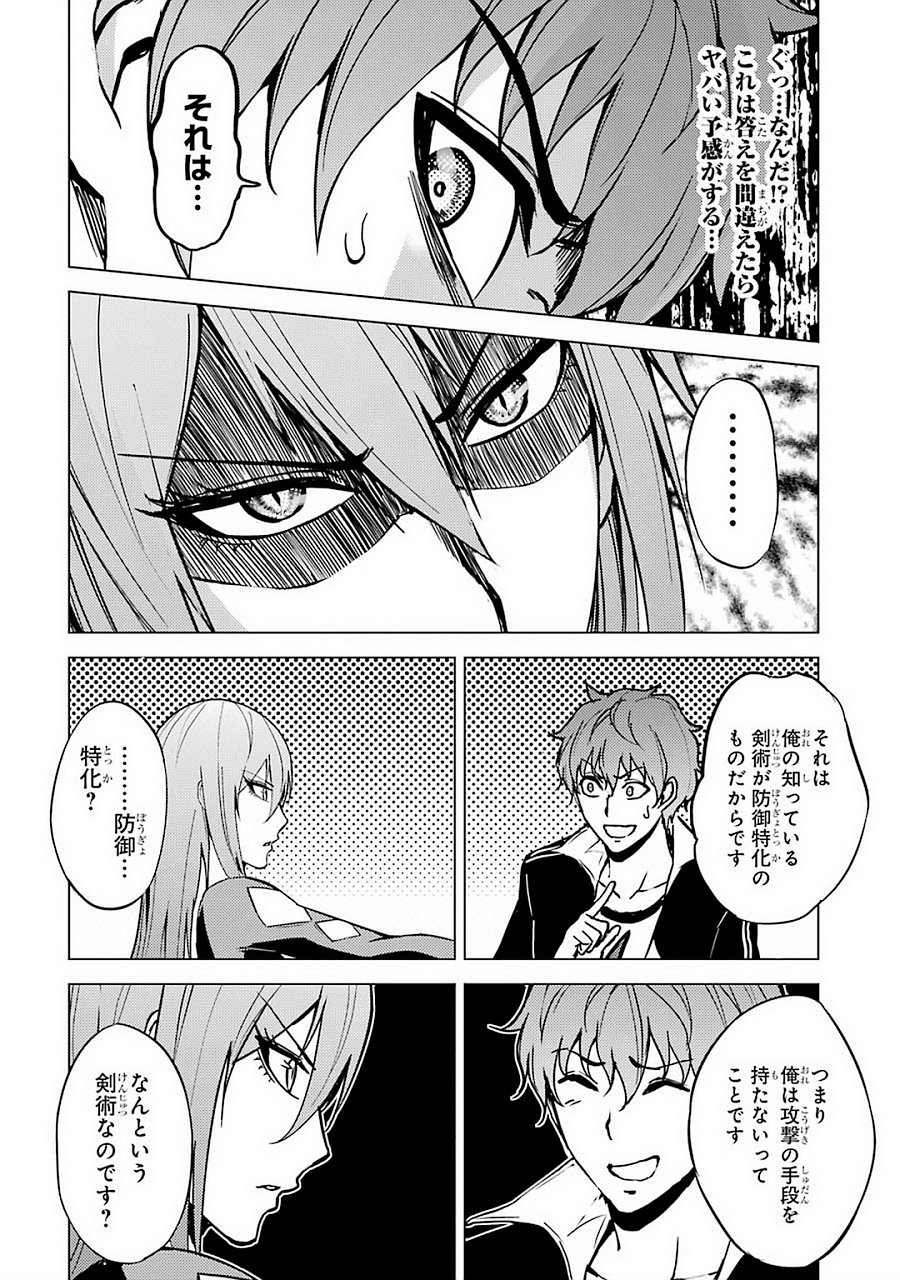 ぐっ…なんだ!?
これは答えを間違えたら
ヤバい予感がする…
それは…
………
それは
俺の知っている
剣術が防御特化の
ものだからです
………防御…
特化?
つまり
俺は攻撃の手段を
持たないって
ことです
なんという
剣術なのです?